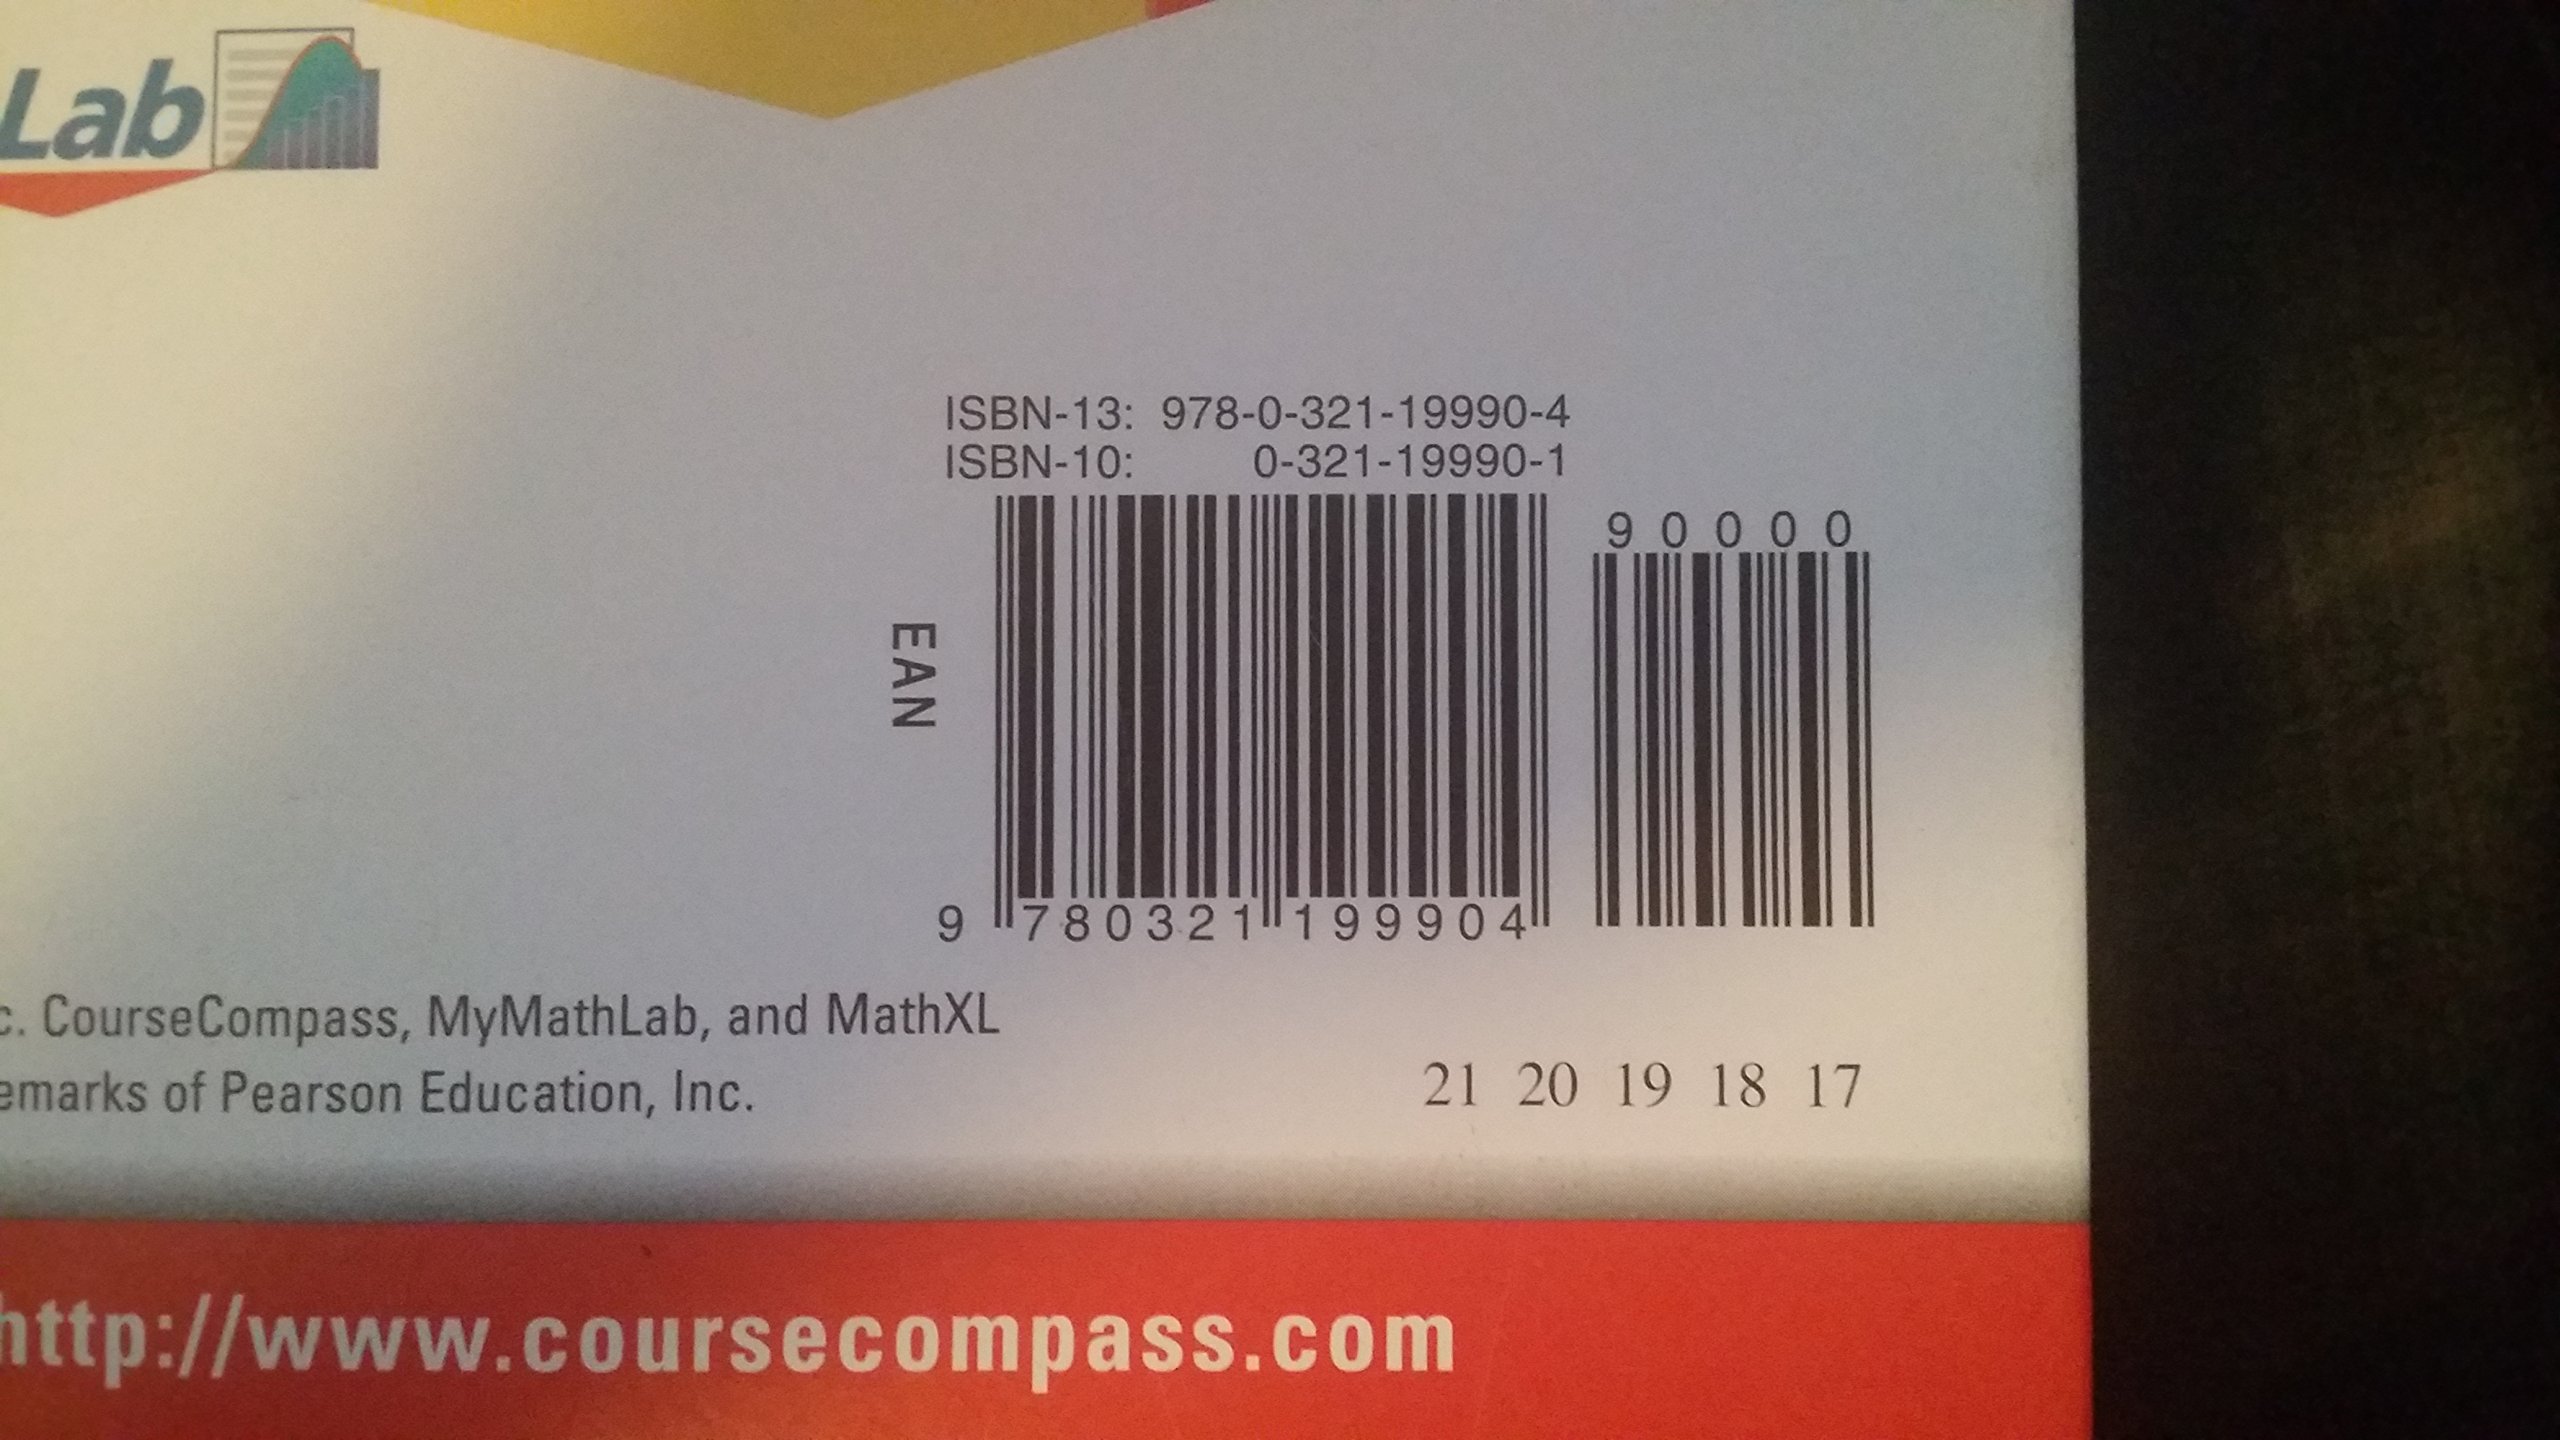 Lab
ISBN-13: 978-0-321-19990-4
ISBN-10: 0-321-19990-1
90000
EAN
9 780321 199904
c. CourseCompass, MyMathLab, and MathXL
emarks of Pearson Education, Inc.
21 20 19 18 17
http://www.coursecompass.com